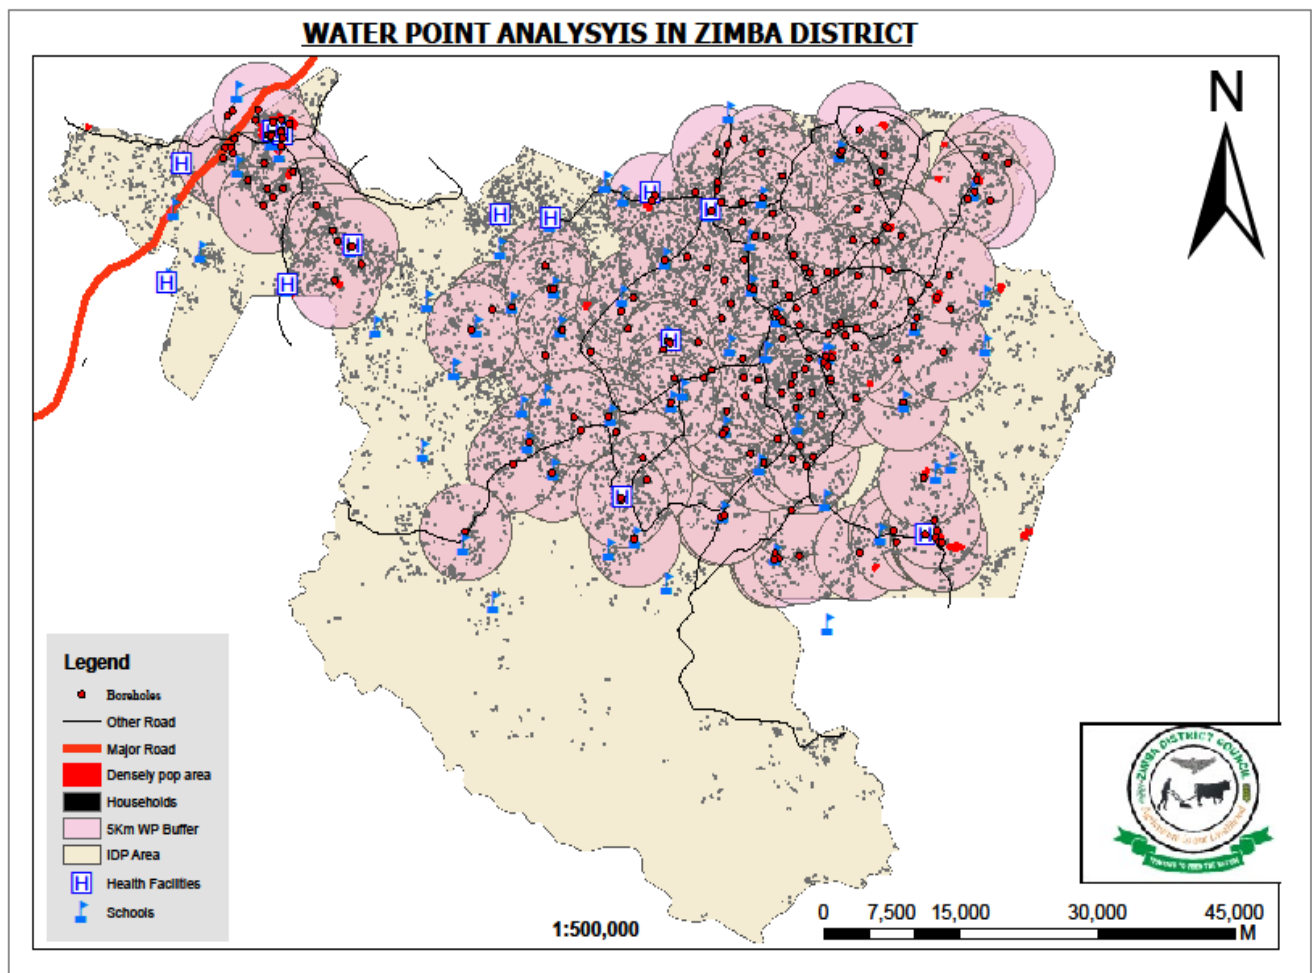 WATER POINT ANALYSYIS IN ZIMBA DISTRICT
N
H
H
H
H
H
H
H
H
H
H
H
H
Legend
Boreholes
Other Road
Major Road
Densely pop area
Households
5Km WP Buffer
IDP Area
H Health Facilities
Schools
1:500,000
0 7,500 15,000 30,000 45,000
M
ZIMBA DISTRICT COUNCIL